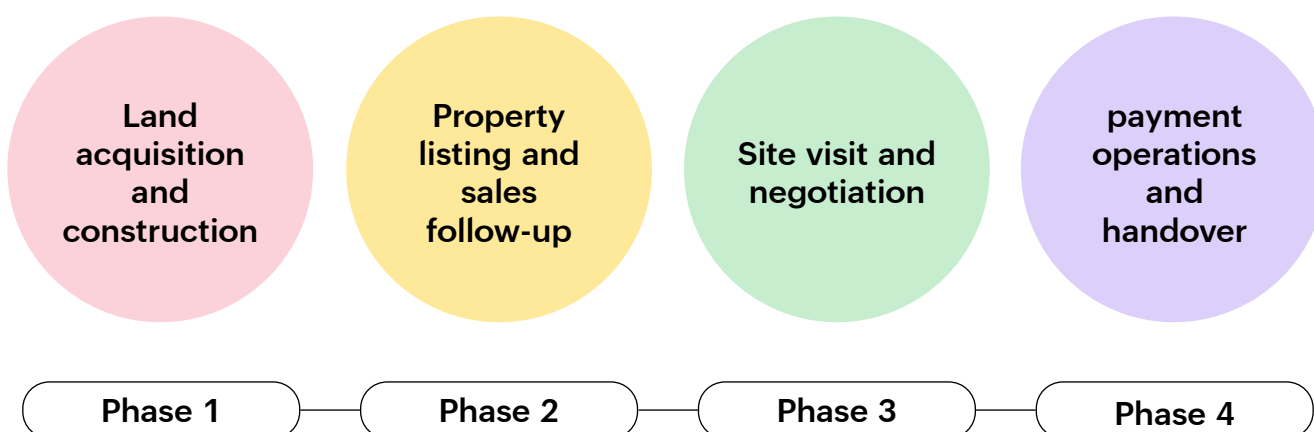 Land
acquisition
and
construction
Property
listing and
sales
follow-up
Site visit and
negotiation
payment
operations
and
handover
Phase 1
Phase 2
Phase 3
Phase 4